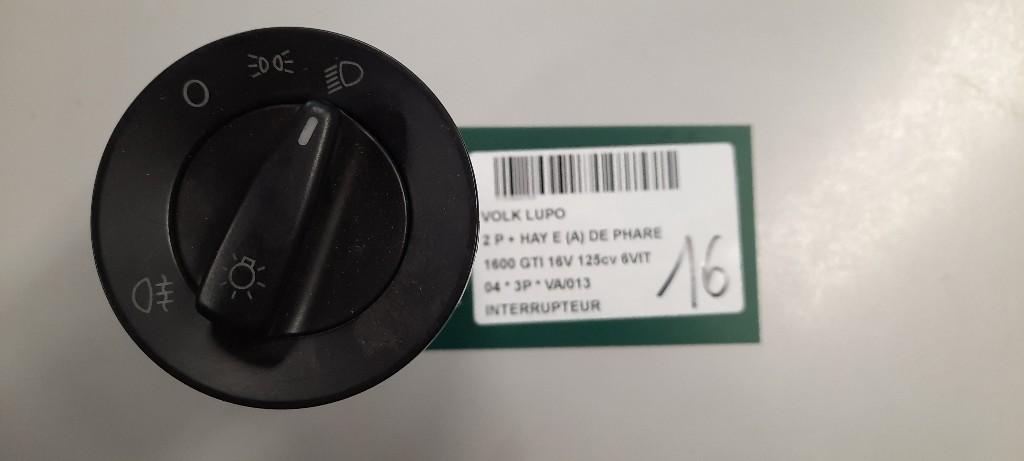 VOLK LUPO
2 P + HAY E (A) DE PHARE
1600 GTI 16V 125cv 6VIT
04 * 3P * VA/013
INTERRUPTEUR
16